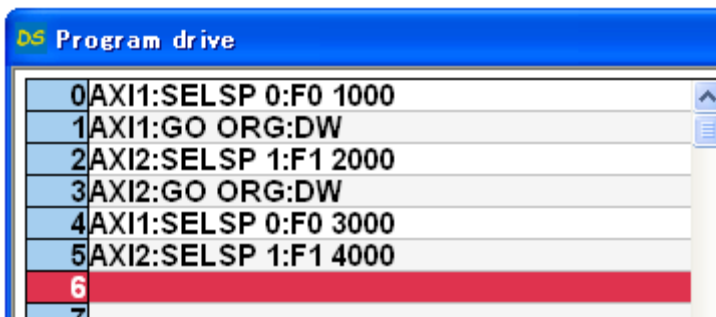 DS Program drive
0 AXI1:SELSP 0:F0 1000
1 AXI1:GO ORG:DW
2 AXI2:SELSP 1:F1 2000
3 AXI2:GO ORG:DW
4 AXI1:SELSP 0:F0 3000
5 AXI2:SELSP 1:F1 4000
6
7